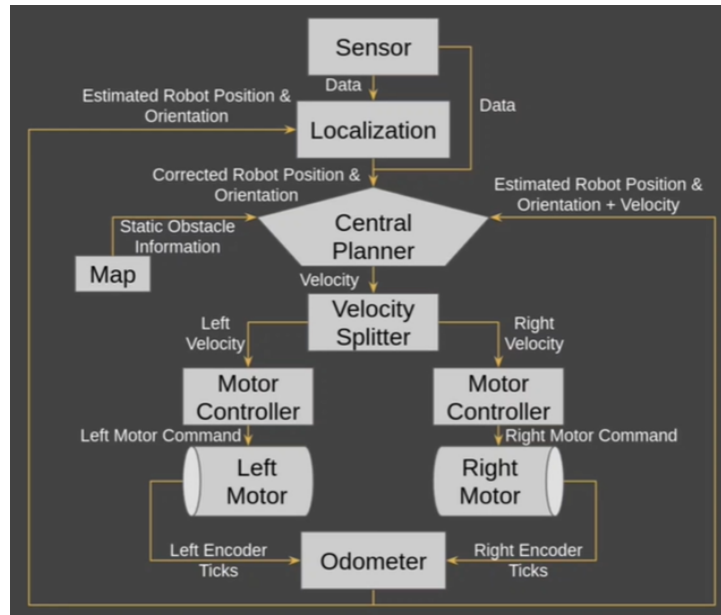 Sensor
Data
Estimated Robot Position &
Orientation
Data
Localization
Corrected Robot Position &
Orientation
Estimated Robot Position &
Orientation + Velocity
Central
Planner
Static Obstacle
Information
Map
Velocity
Velocity
Splitter
Left
Velocity
Right
Velocity
Motor
Controller
Motor
Controller
Left Motor Command
Right Motor Command
Left
Motor
Right
Motor
Left Encoder
Ticks
Odometer
Right Encoder
Ticks